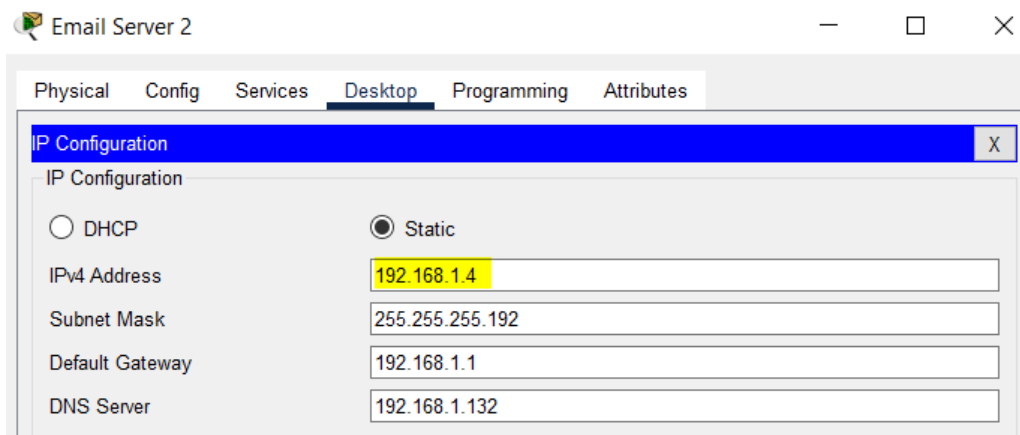 Email Server 2
Physical Config Services Desktop Programming Attributes
IP Configuration X
IP Configuration
DHCP Static
IPv4 Address 192.168.1.4
Subnet Mask 255.255.255.192
Default Gateway 192.168.1.1
DNS Server 192.168.1.132